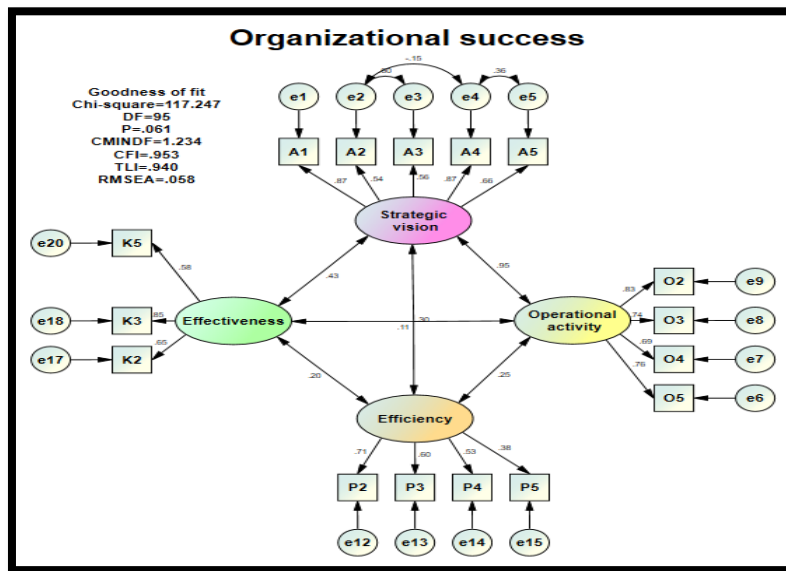 Organizational success
Goodness of fit
Chi-square=117.247
DF=95
P=.061
CMINDF=1.234
CFI=.953
TLI=.940
RMSEA=.058
-.15
.36
e1 e2 e3 e4 e5
A1 A2 A3 A4 A5
.87 .54 .56 .87 .66
Strategic
vision
e20 K5
.58
.43
.95
e18 K3 .85
e17 K2 .65
Effectiveness
.30
.11
Operational
activity
.83 O2 e9
.74 O3 e8
.69 O4 e7
.76 O5 e6
.20
.25
Efficiency
.71 .60 .53 .38
P2 P3 P4 P5
e12 e13 e14 e15